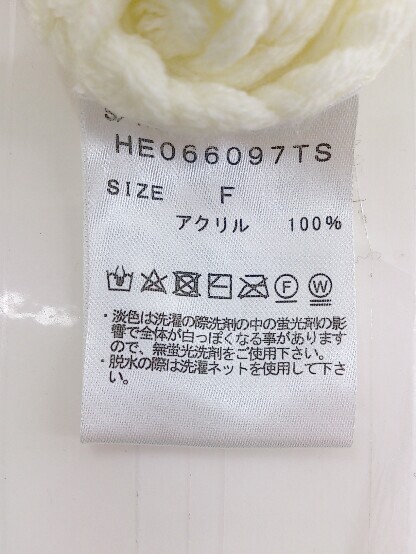 HE066097TS
SIZE F
アクリル 100%
F W
・淡色は洗濯の際洗剤の中の蛍光剤の影
響で全体が白っぽくなる事があります
ので、無蛍光洗剤をご使用下さい。
・脱水の際は洗濯ネットを使用して下さ
い。